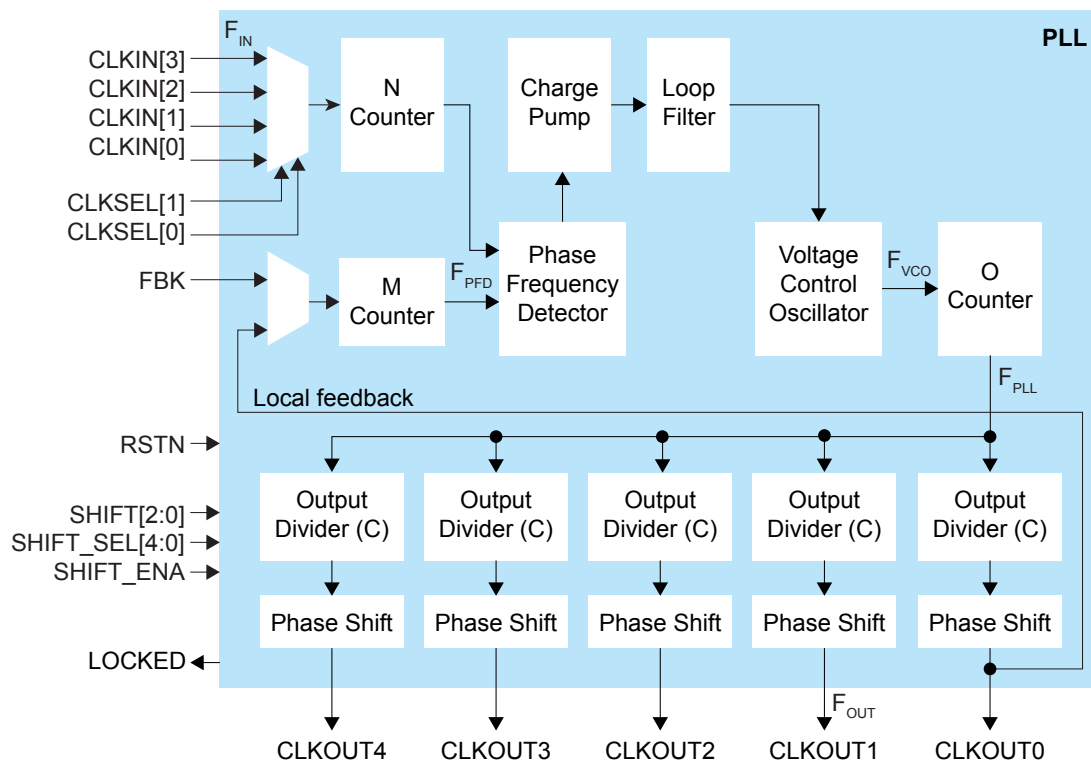 PLL
F_IN
CLKIN[3]
CLKIN[2]
CLKIN[1]
CLKIN[0]
CLKSEL[1]
CLKSEL[0]
N
Counter
Charge
Pump
Loop
Filter
FBK
M
Counter
F_PFD
Phase
Frequency
Detector
Voltage
Control
Oscillator
F_VCO
O
Counter
F_PLL
Local feedback
RSTN
SHIFT[2:0]
SHIFT_SEL[4:0]
SHIFT_ENA
LOCKED
Output
Divider (C)
Output
Divider (C)
Output
Divider (C)
Output
Divider (C)
Output
Divider (C)
Phase Shift
Phase Shift
Phase Shift
Phase Shift
Phase Shift
F_OUT
CLKOUT4
CLKOUT3
CLKOUT2
CLKOUT1
CLKOUT0